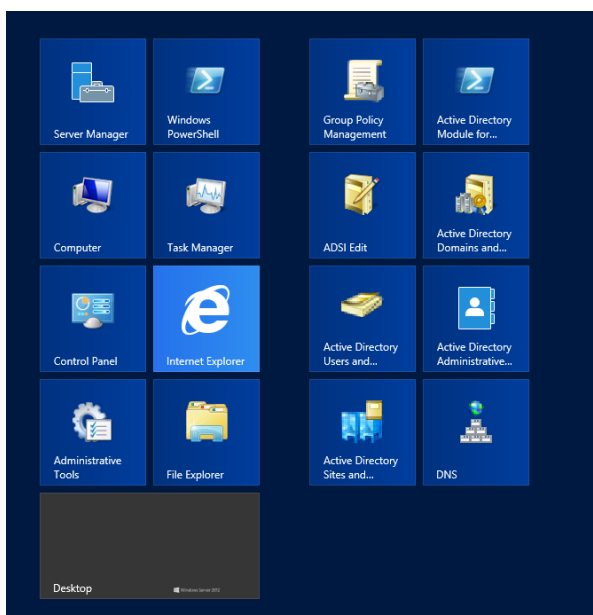 Server Manager
Windows
PowerShell
Group Policy
Management
Active Directory
Module for...
Computer
Task Manager
ADSI Edit
Active Directory
Domains and...
Control Panel
Internet Explorer
Active Directory
Users and...
Active Directory
Administrative...
Administrative
Tools
File Explorer
Active Directory
Sites and...
DNS
Desktop
Windows Server 2012